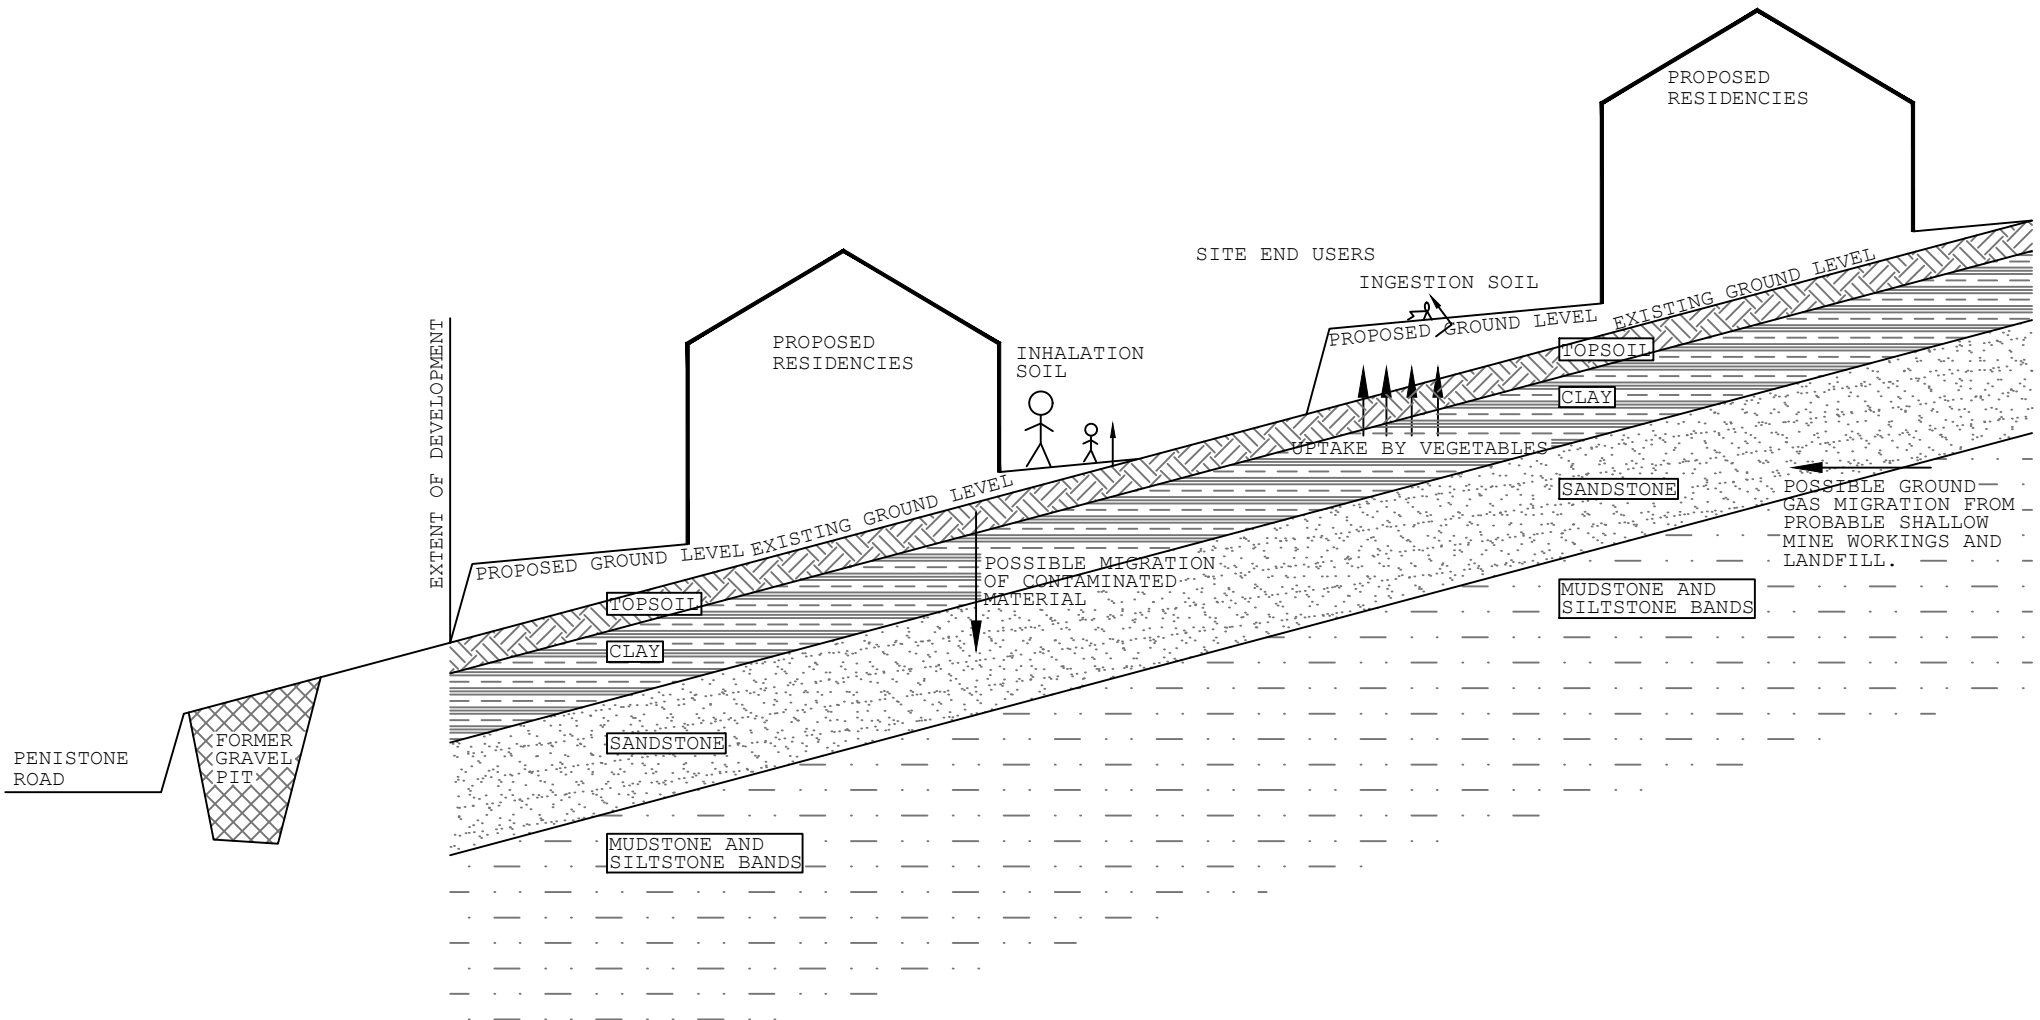 PROPOSED
RESIDENCIES
SITE END USERS
INGESTION SOIL
EXISTING GROUND LEVEL
PROPOSED GROUND LEVEL
EXTENT OF DEVELOPMENT
PROPOSED
RESIDENCIES
INHALATION
SOIL
TOPSOIL
CLAY
UPTAKE BY VEGETABLES
SANDSTONE
POSSIBLE GROUND
GAS MIGRATION FROM
PROBABLE SHALLOW
MINE WORKINGS AND
LANDFILL.
EXISTING GROUND LEVEL
PROPOSED GROUND LEVEL
POSSIBLE MIGRATION
OF CONTAMINATED
MATERIAL
MUDSTONE AND
SILTSTONE BANDS
TOPSOIL
CLAY
SANDSTONE
FORMER
GRAVEL
PIT
PENISTONE
ROAD
MUDSTONE AND
SILTSTONE BANDS